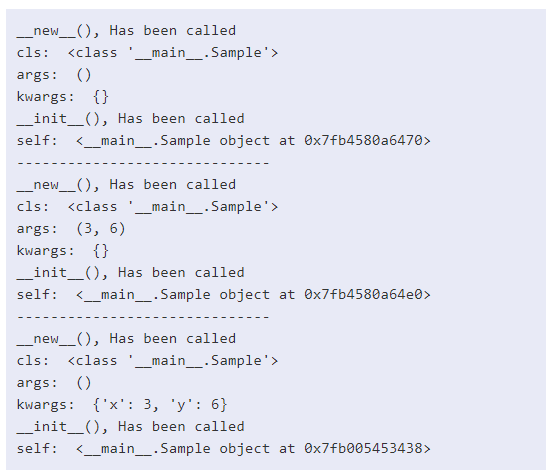 __new__(), Has been called
cls:  <class '__main__.Sample'>
args:  ()
kwargs:  {}
__init__(), Has been called
self:  <__main__.Sample object at 0x7fb4580a6470>
------------------------------
__new__(), Has been called
cls:  <class '__main__.Sample'>
args:  (3, 6)
kwargs:  {}
__init__(), Has been called
self:  <__main__.Sample object at 0x7fb4580a64e0>
------------------------------
__new__(), Has been called
cls:  <class '__main__.Sample'>
args:  ()
kwargs:  {'x': 3, 'y': 6}
__init__(), Has been called
self:  <__main__.Sample object at 0x7fb005453438>